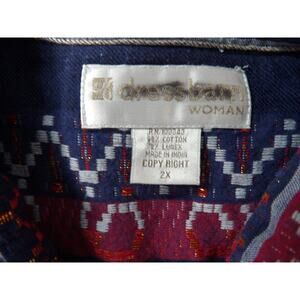 dressbarn
WOMAN
COTTON
LUREX
MADE IN INDIA
COPY RIGHT
2X